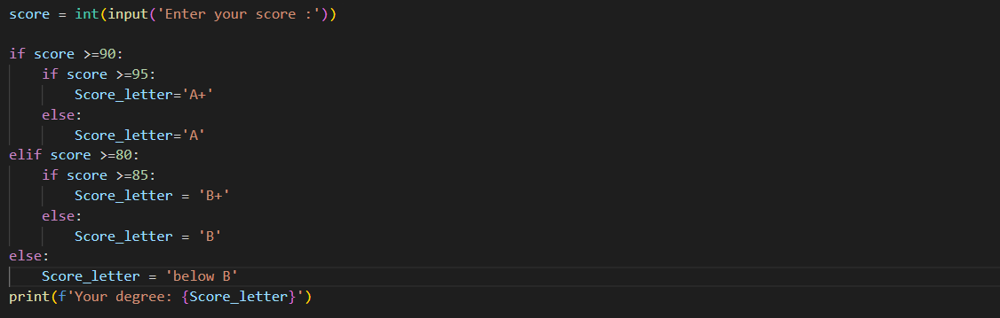 score = int(input('Enter your score :'))

if score >=90:
    if score >=95:
        Score_letter='A+'
    else:
        Score_letter='A'
elif score >=80:
    if score >=85:
        Score_letter = 'B+'
    else:
        Score_letter = 'B'
else:
    Score_letter = 'below B'
print(f'Your degree: {Score_letter}')